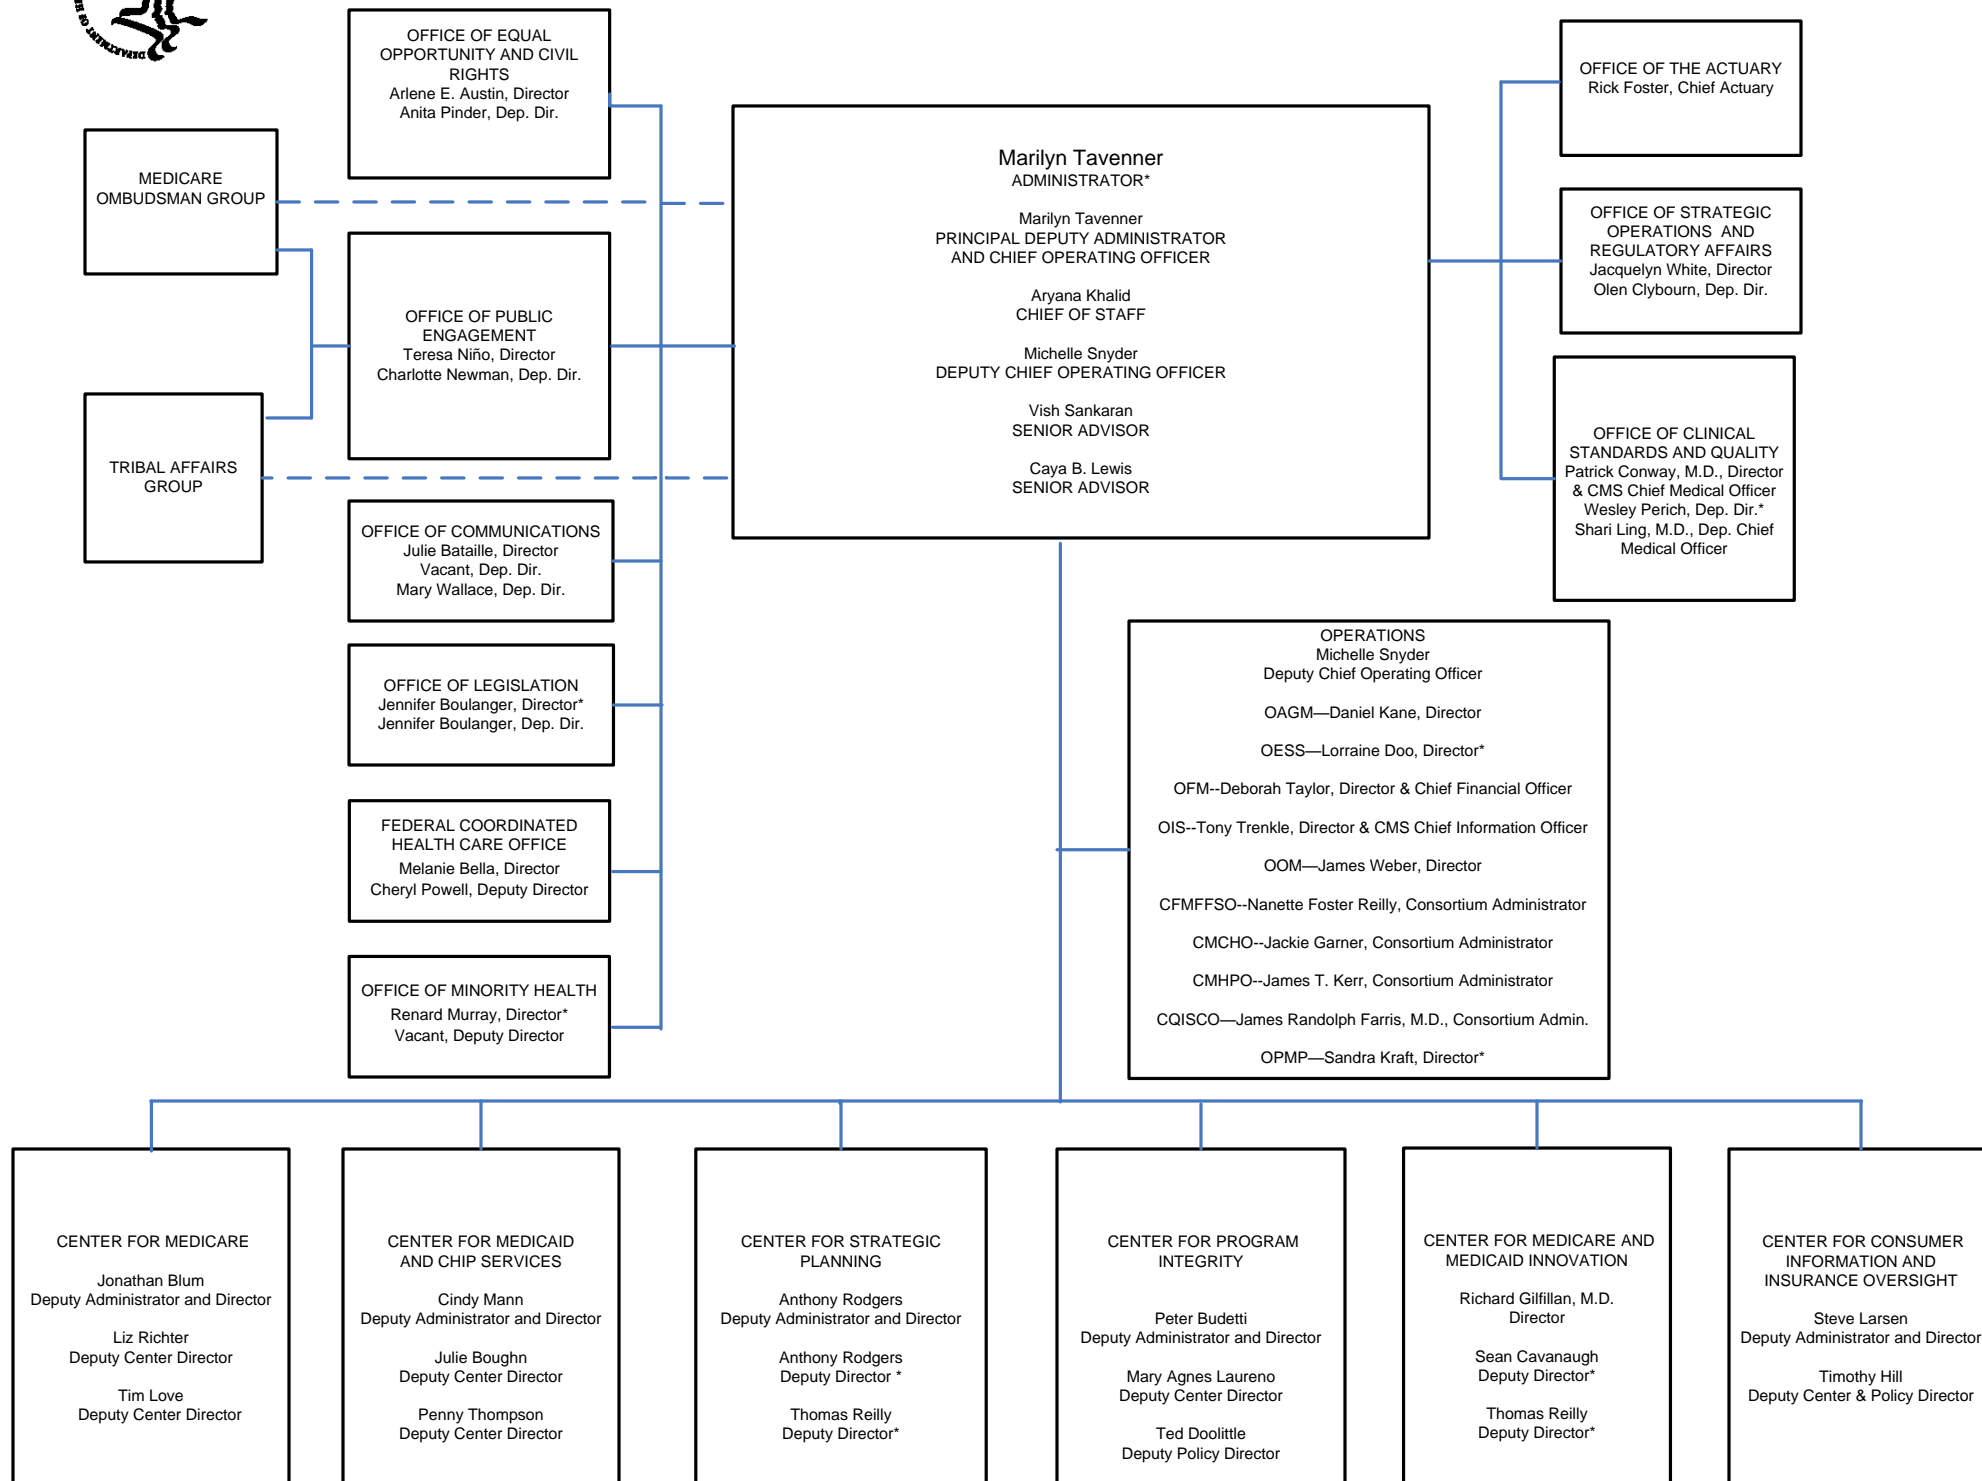 DEPARTMENT OF HE
OFFICE OF EQUAL
OPPORTUNITY AND CIVIL
RIGHTS
Arlene E. Austin, Director
Anita Pinder, Dep. Dir.
MEDICARE
OMBUDSMAN GROUP
OFFICE OF PUBLIC
ENGAGEMENT
Teresa Niño, Director
Charlotte Newman, Dep. Dir.
TRIBAL AFFAIRS
GROUP
OFFICE OF COMMUNICATIONS
Julie Bataille, Director
Vacant, Dep. Dir.
Mary Wallace, Dep. Dir.
OFFICE OF LEGISLATION
Jennifer Boulanger, Director*
Jennifer Boulanger, Dep. Dir.
FEDERAL COORDINATED
HEALTH CARE OFFICE
Melanie Bella, Director
Cheryl Powell, Deputy Director
OFFICE OF MINORITY HEALTH
Renard Murray, Director*
Vacant, Deputy Director
Marilyn Tavenner
ADMINISTRATOR*
Marilyn Tavenner
PRINCIPAL DEPUTY ADMINISTRATOR
AND CHIEF OPERATING OFFICER
Aryana Khalid
CHIEF OF STAFF
Michelle Snyder
DEPUTY CHIEF OPERATING OFFICER
Vish Sankaran
SENIOR ADVISOR
Caya B. Lewis
SENIOR ADVISOR
OFFICE OF THE ACTUARY
Rick Foster, Chief Actuary
OFFICE OF STRATEGIC
OPERATIONS AND
REGULATORY AFFAIRS
Jacquelyn White, Director
Olen Clybourn, Dep. Dir.
OFFICE OF CLINICAL
STANDARDS AND QUALITY
Patrick Conway, M.D., Director
& CMS Chief Medical Officer
Wesley Perich, Dep. Dir.*
Shari Ling, M.D., Dep. Chief
Medical Officer
OPERATIONS
Michelle Snyder
Deputy Chief Operating Officer
OAGM—Daniel Kane, Director
OESS—Lorraine Doo, Director*
OFM--Deborah Taylor, Director & Chief Financial Officer
OIS--Tony Trenkle, Director & CMS Chief Information Officer
OOM—James Weber, Director
CFMFFSO--Nanette Foster Reilly, Consortium Administrator
CMCHO--Jackie Garner, Consortium Administrator
CMHPO--James T. Kerr, Consortium Administrator
CQISCO—James Randolph Farris, M.D., Consortium Admin.
OPMP—Sandra Kraft, Director*
CENTER FOR MEDICARE
Jonathan Blum
Deputy Administrator and Director
Liz Richter
Deputy Center Director
Tim Love
Deputy Center Director
CENTER FOR MEDICAID
AND CHIP SERVICES
Cindy Mann
Deputy Administrator and Director
Julie Boughn
Deputy Center Director
Penny Thompson
Deputy Center Director
CENTER FOR STRATEGIC
PLANNING
Anthony Rodgers
Deputy Administrator and Director
Anthony Rodgers
Deputy Director *
Thomas Reilly
Deputy Director*
CENTER FOR PROGRAM
INTEGRITY
Peter Budetti
Deputy Administrator and Director
Mary Agnes Laureno
Deputy Center Director
Ted Doolittle
Deputy Policy Director
CENTER FOR MEDICARE AND
MEDICAID INNOVATION
Richard Gilfillan, M.D.
Director
Sean Cavanaugh
Deputy Director*
Thomas Reilly
Deputy Director*
CENTER FOR CONSUMER
INFORMATION AND
INSURANCE OVERSIGHT
Steve Larsen
Deputy Administrator and Director
Timothy Hill
Deputy Center & Policy Director